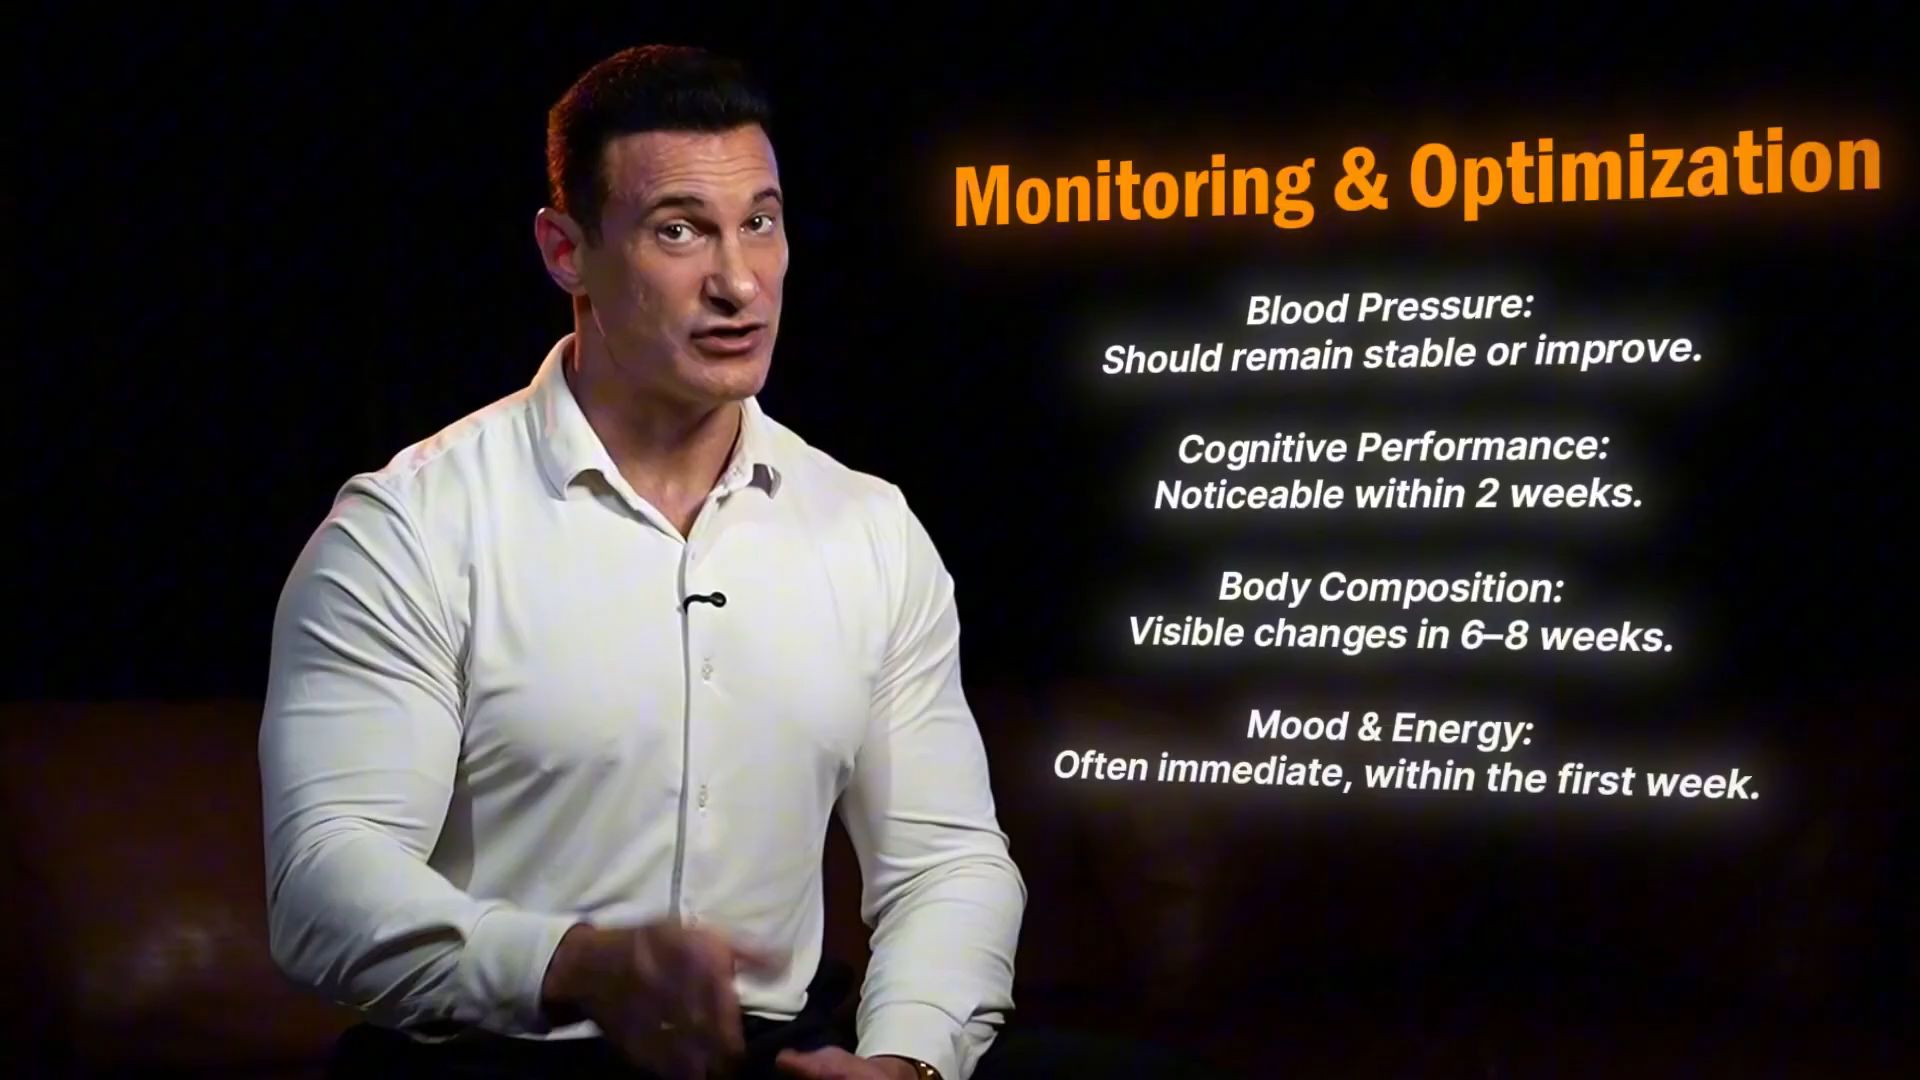 Monitoring & Optimization
Blood Pressure:
Should remain stable or improve.
Cognitive Performance:
Noticeable within 2 weeks.
Body Composition:
Visible changes in 6–8 weeks.
Mood & Energy:
Often immediate, within the first week.